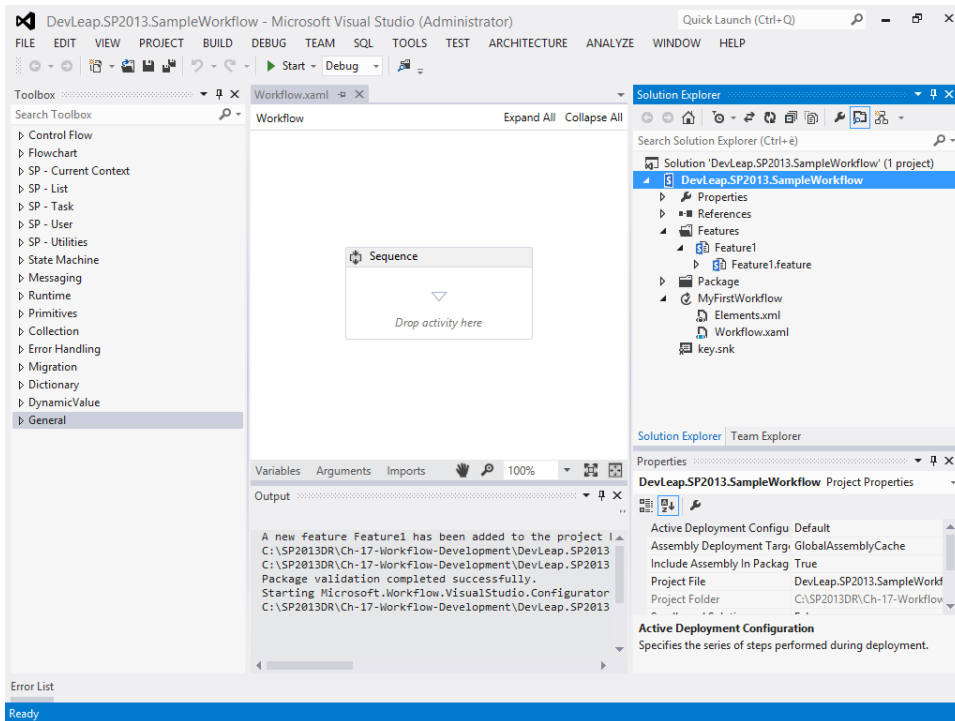 DevLeap.SP2013.SampleWorkflow - Microsoft Visual Studio (Administrator)
Quick Launch (Ctrl+Q)
FILE EDIT VIEW PROJECT BUILD DEBUG TEAM SQL TOOLS TEST ARCHITECTURE ANALYZE WINDOW HELP
Start Debug
Toolbox
Search Toolbox
Control Flow
Flowchart
SP - Current Context
SP - List
SP - Task
SP - User
SP - Utilities
State Machine
Messaging
Runtime
Primitives
Collection
Error Handling
Migration
Dictionary
DynamicValue
General
Workflow.xaml
Workflow Expand All Collapse All
Sequence
Drop activity here
Variables Arguments Imports 100%
Output
A new feature Feature1 has been added to the project
C:\SP2013DR\Ch-17-Workflow-Development\DevLeap.SP2013
C:\SP2013DR\Ch-17-Workflow-Development\DevLeap.SP2013
Package validation completed successfully.
Starting Microsoft.Workflow.VisualStudio.Configurator
C:\SP2013DR\Ch-17-Workflow-Development\DevLeap.SP2013
Solution Explorer
Search Solution Explorer (Ctrl+è)
Solution 'DevLeap.SP2013.SampleWorkflow' (1 project)
DevLeap.SP2013.SampleWorkflow
Properties
References
Features
Feature1
Feature1.feature
Package
MyFirstWorkflow
Elements.xml
Workflow.xaml
key.snk
Solution Explorer Team Explorer
Properties
DevLeap.SP2013.SampleWorkflow Project Properties
Active Deployment Configu Default
Assembly Deployment Targ GlobalAssemblyCache
Include Assembly In Packag True
Project File DevLeap.SP2013.SampleWorkf
Project Folder C:\SP2013DR\Ch-17-Workflow
Active Deployment Configuration
Specifies the series of steps performed during deployment.
Error List
Ready